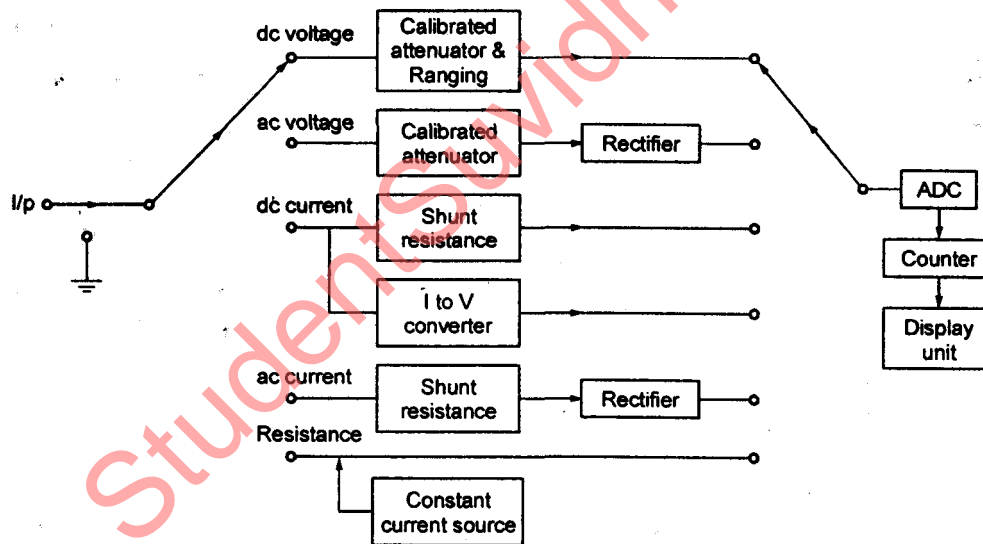 dc voltage
Calibrated
attenuator &
Ranging
ac voltage
Calibrated
attenuator
Rectifier
I/p
dc current
Shunt
resistance
ADC
Counter
I to V
converter
Display
unit
ac current
Shunt
resistance
Rectifier
Resistance
Constant
current source